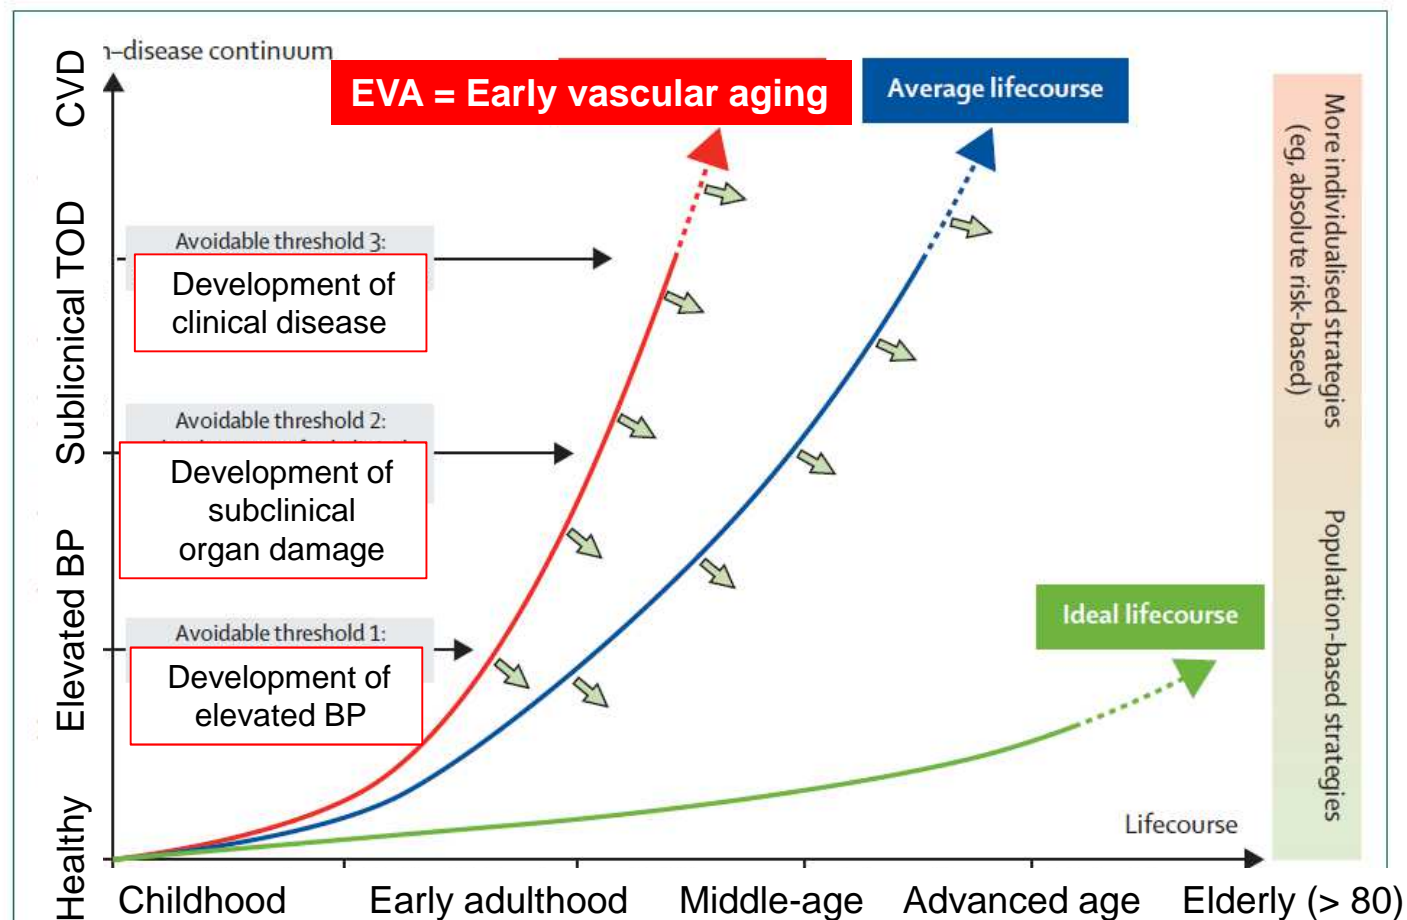 n–disease continuum
EVA = Early vascular aging
Average lifecourse
CVD
Sublicnical TOD
Elevated BP
Healthy
Avoidable threshold 3:
Development of
clinical disease
Avoidable threshold 2:
Development of
subclinical
organ damage
Avoidable threshold 1:
Development of
elevated BP
Ideal lifecourse
More individualised strategies
(eg, absolute risk-based)
Population-based strategies
Lifecourse
Childhood
Early adulthood
Middle-age
Advanced age
Elderly (> 80)